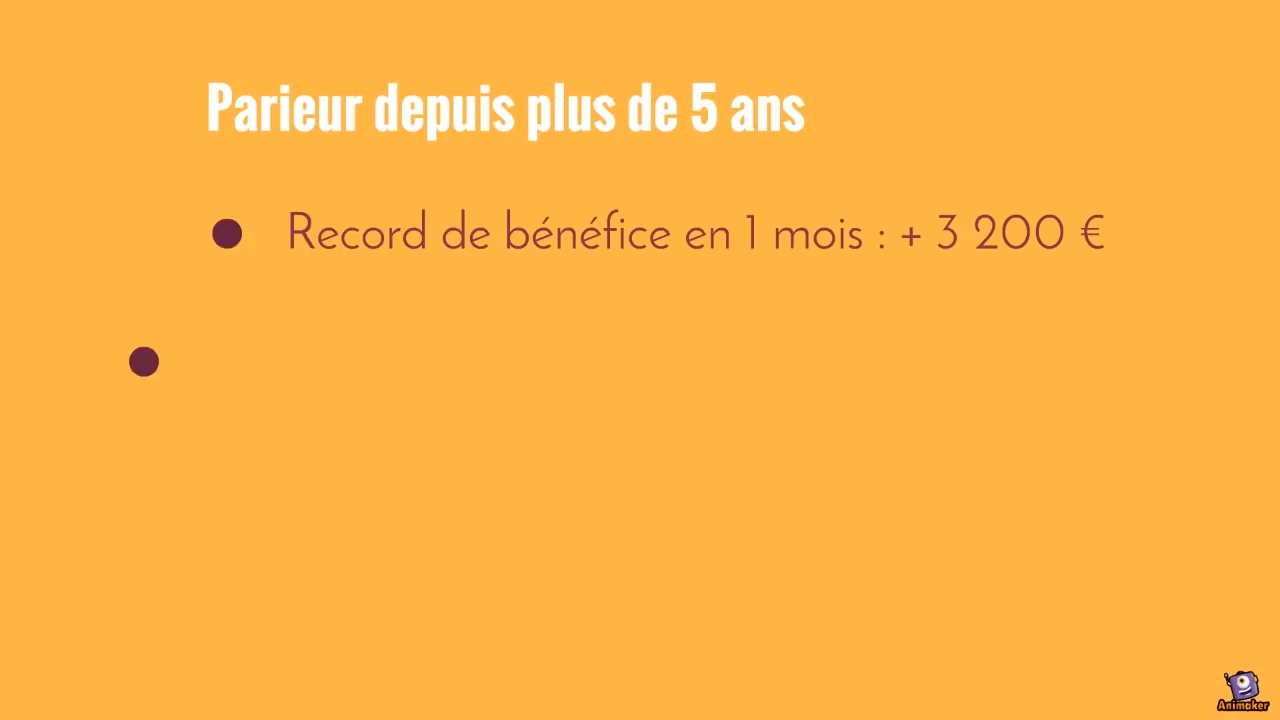 Parieur depuis plus de 5 ans
● Record de bénéfice en 1 mois : + 3 200 €
●
Animaker